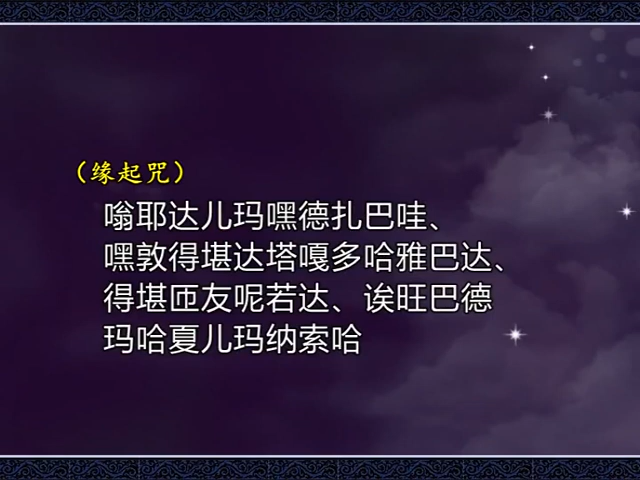 （缘起咒）
嗡耶达儿玛嘿德扎巴哇、
嘿敦得堪达塔嘎多哈雅巴达、
得堪匝友呢若达、诶旺巴德
玛哈夏儿玛纳索哈